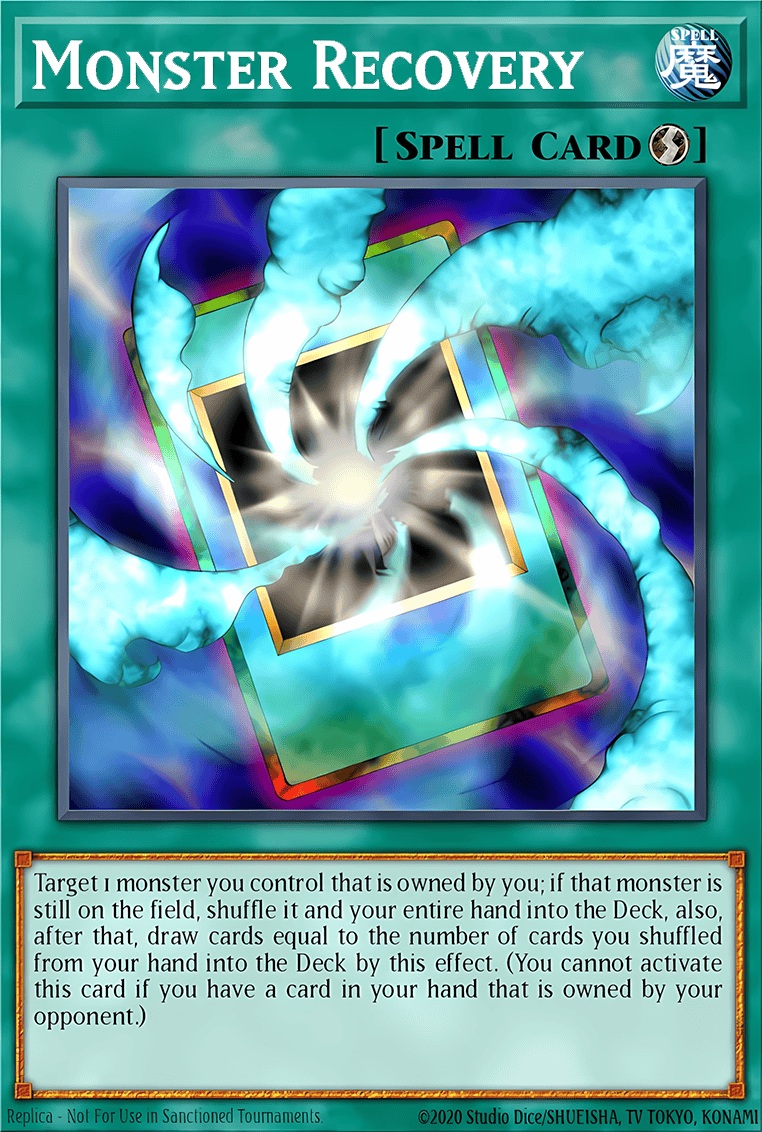 Monster Recovery
SPELL
魔
[Spell Card]
Target 1 monster you control that is owned by you; if that monster is
still on the field, shuffle it and your entire hand into the Deck, also,
after that, draw cards equal to the number of cards you shuffled
from your hand into the Deck by this effect. (You cannot activate
this card if you have a card in your hand that is owned by your
opponent.)
Replica - Not For Use in Sanctioned Tournaments.
©2020 Studio Dice/SHUEISHA, TV TOKYO, KONAMI